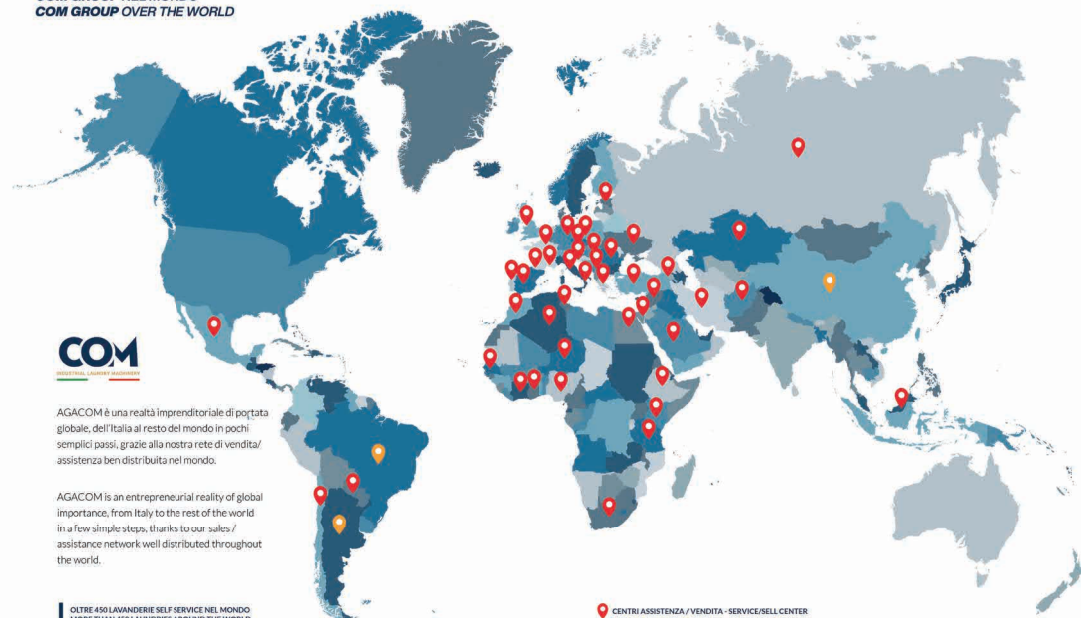 COM GROUP OVER THE WORLD
COM
INDUSTRIAL LAUNDRY MACHINERY
AGACOM è una realtà imprenditoriale di portata
globale, dell'Italia al resto del mondo in pochi
semplici passi, grazie alla nostra rete di vendita/
assistenza ben distribuita nel mondo.
AGACOM is an entrepreneurial reality of global
importance, from Italy to the rest of the world
in a few simple steps, thanks to our sales /
assistance network well distributed throughout
the world.
OLTRE 450 LAVANDERIE SELF SERVICE NEL MONDO
CENTRI ASSISTENZA / VENDITA - SERVICE/SELL CENTER